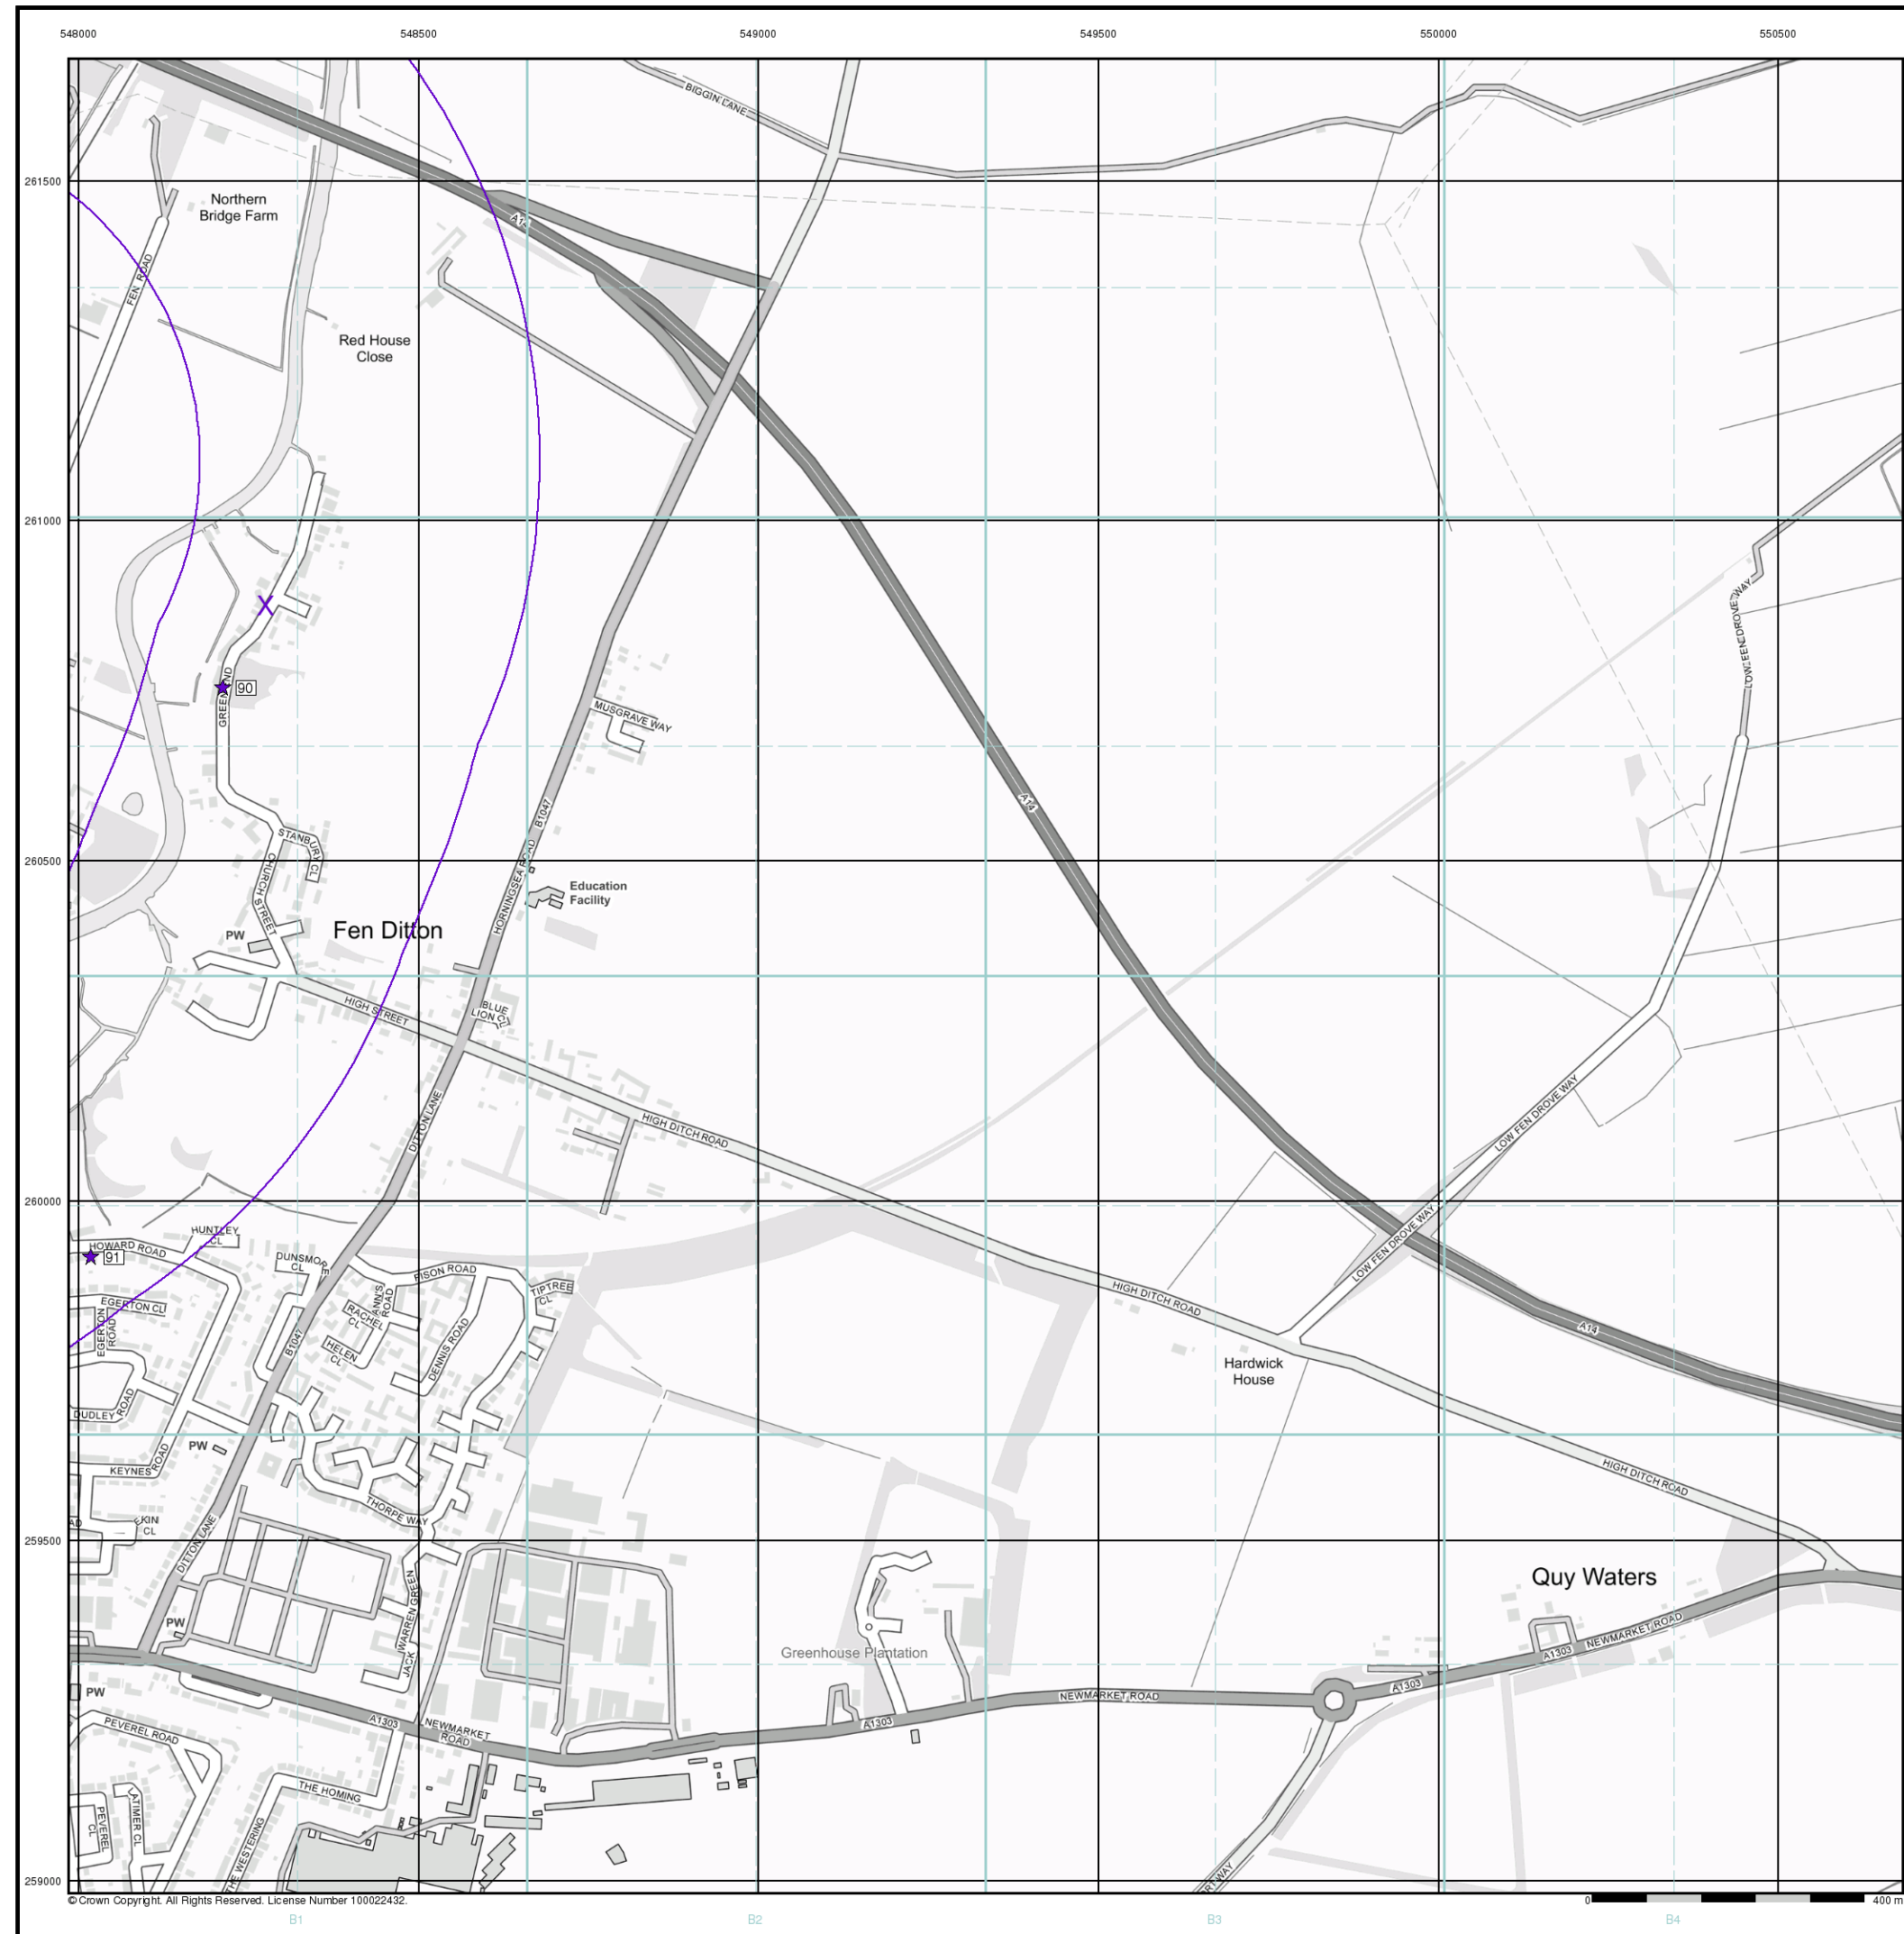 548000 548500 549000 549500 550000 550500
BIGGIN LANE
261500
Northern
Bridge Farm
A14
FEN ROAD
Red House
Close
261000
X
LOW FEN DROVE WAY
GREEN END
90
MUSGRAVE WAY
B1047
A14
STANBURY CL
CHURCH STREET
260500
HORNINGSEA ROAD
Education
Facility
PW
Fen Ditton
HIGH STREET
BLUE
LION CL
DITTON LANE
HIGH DITCH ROAD
LOW FEN DROVE WAY
260000
LOW FEN DROVE WAY
HUNTLEY
CL
HOWARD ROAD
91
DUNSMORE
CL
FISON ROAD
TIPTREE
CL
EGERTON CL
EGERTON
ROAD
RACHEL
CL
ANN'S
ROAD
HIGH DITCH ROAD
B1047
HELEN
CL
DENNIS ROAD
A14
Hardwick
House
DUDLEY ROAD
PW
KEYNES ROAD
HIGH DITCH ROAD
THORPE WAY
EKIN
CL
DITTON LANE
259500
JACK WARREN GREEN
Quy Waters
PW
Greenhouse Plantation
NEWMARKET ROAD
A1303
PW
A1303
NEWMARKET ROAD
PEVEREL ROAD
A1303
NEWMARKET
ROAD
A1303
THE HOMING
PEVEREL
CL
LATIMER CL
THE WESTERING
259000
© Crown Copyright. All Rights Reserved. License Number 100022432.
0 400 m
B1 B2 B3 B4